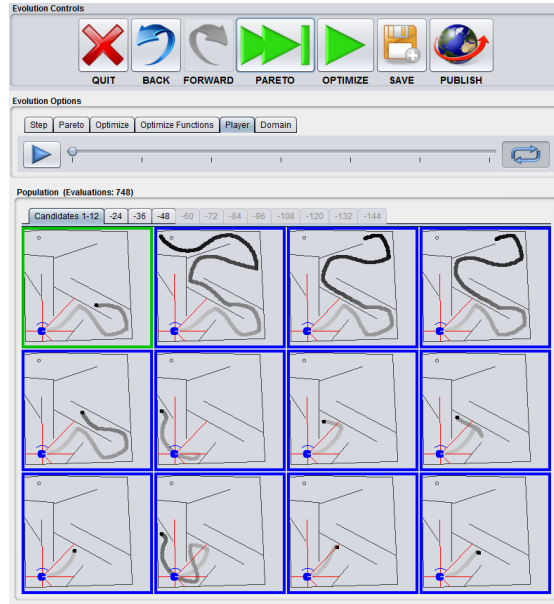 Evolution Controls
QUIT BACK FORWARD PARETO OPTIMIZE SAVE PUBLISH
Evolution Options
Step Pareto Optimize Optimize Functions Player Domain
Population (Evaluations: 748)
Candidates 1-12 -24 -36 -48 -60 -72 -84 -96 -108 -120 -132 -144